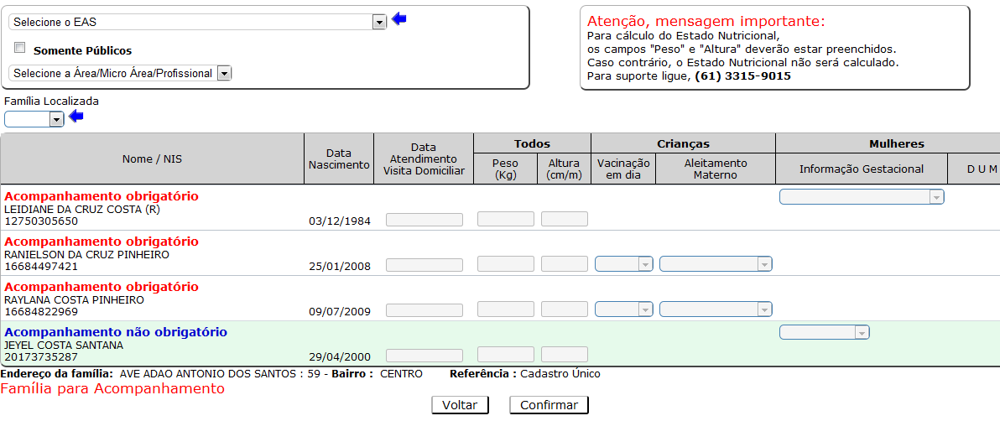 Selecione o EAS
Somente Públicos
Selecione a Área/Micro Área/Profissional
Atenção, mensagem importante:
Para cálculo do Estado Nutricional,
os campos "Peso" e "Altura" deverão estar preenchidos.
Caso contrário, o Estado Nutricional não será calculado.
Para suporte ligue, (61) 3315-9015
Família Localizada
Nome / NIS
Data
Nascimento
Data
Atendimento
Visita Domiciliar
Todos
Peso
(Kg)
Altura
(cm/m)
Crianças
Vacinação
em dia
Aleitamento
Materno
Mulheres
Informação Gestacional
D U M
Acompanhamento obrigatório
LEIDIANE DA CRUZ COSTA (R)
12750305650 03/12/1984
Acompanhamento obrigatório
RANIELSON DA CRUZ PINHEIRO
16684497421 25/01/2008
Acompanhamento obrigatório
RAYLANA COSTA PINHEIRO
16684822969 09/07/2009
Acompanhamento não obrigatório
JEYEL COSTA SANTANA
20173735287 29/04/2000
Endereço da família: AVE ADAO ANTONIO DOS SANTOS : 59 - Bairro : CENTRO Referência : Cadastro Único
Família para Acompanhamento
Voltar Confirmar